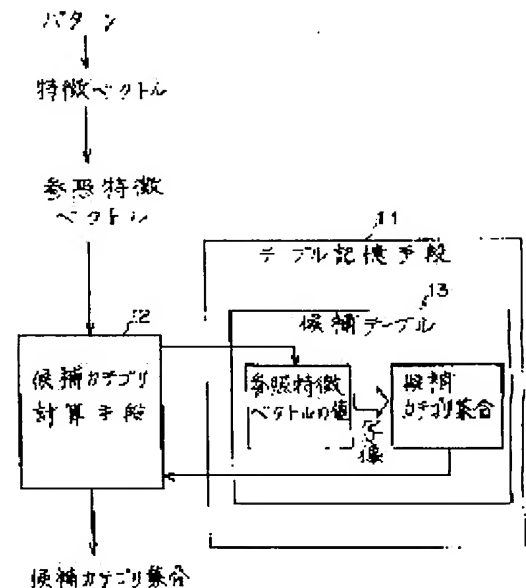 パターン
特徴ベクトル
参照特徴
ベクトル
11
テーブル記憶手段
12
13
候補テーブル
候補カテゴリ
計算手段
参照特徴
ベクトルの値
写像
候補
カテゴリ集合
候補カテゴリ集合